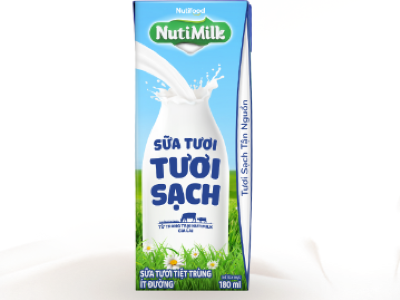 NutiFood
NutiMilk
SỮA TƯƠI
TƯƠI
SẠCH
Tươi Sạch Tận Nguồn
SỮA TƯƠI TIỆT TRÙNG
ÍT ĐƯỜNG
180 ml